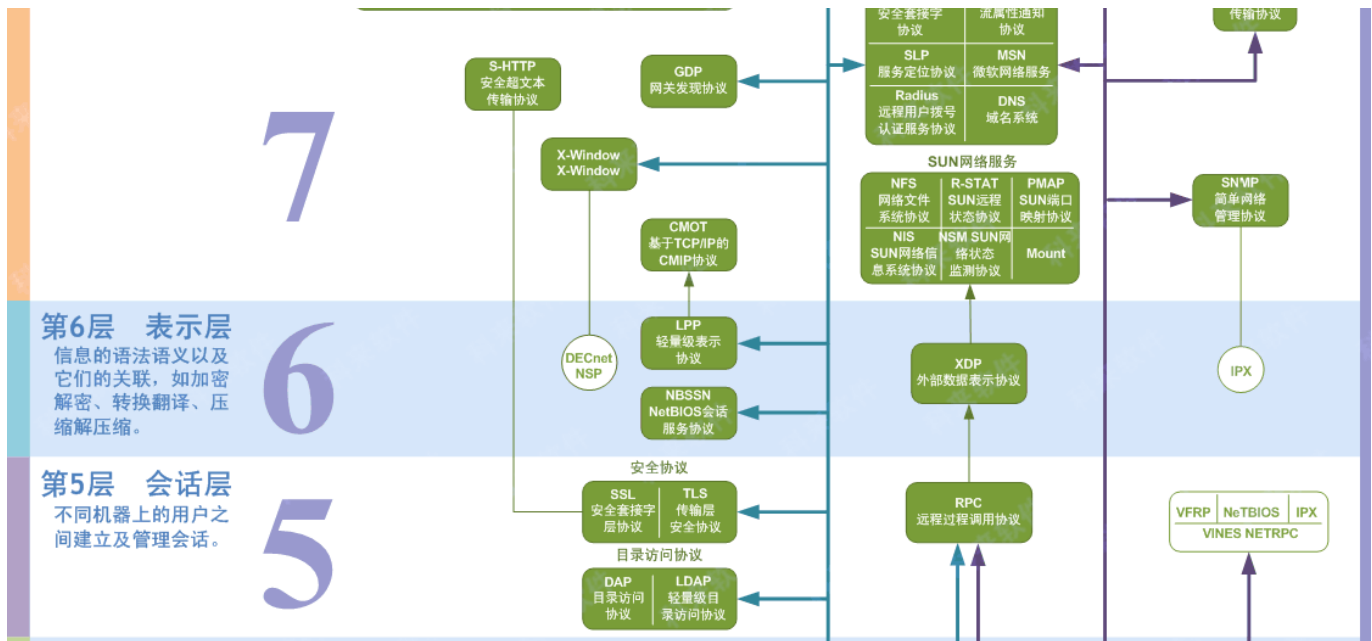 安全套接字
协议
流属性通知
协议
传输协议
SLP
服务定位协议
MSN
微软网络服务
Radius
远程用户拨号
认证服务协议
DNS
域名系统
S-HTTP
安全超文本
传输协议
GDP
网关发现协议
7
X-Window
X-Window
SUN网络服务
NFS
网络文件
系统协议
R-STAT
SUN远程
状态协议
PMAP
SUN端口
映射协议
NIS
SUN网络信
息系统协议
NSM SUN网
络状态
监测协议
Mount
SNMP
简单网络
管理协议
CMOT
基于TCP/IP的
CMIP协议
第6层 表示层
信息的语法语义以及
它们的关联，如加密
解密、转换翻译、压
缩解压缩。
6
DECnet
NSP
LPP
轻量级表示
协议
NBSSN
NetBIOS会话
服务协议
XDP
外部数据表示协议
IPX
第5层 会话层
不同机器上的用户之
间建立及管理会话。
5
安全协议
SSL
安全套接字
层协议
TLS
传输层
安全协议
目录访问协议
DAP
目录访问
协议
LDAP
轻量级目
录访问协议
RPC
远程过程调用协议
VFRP
NeTBIOS
IPX
VINES NETRPC